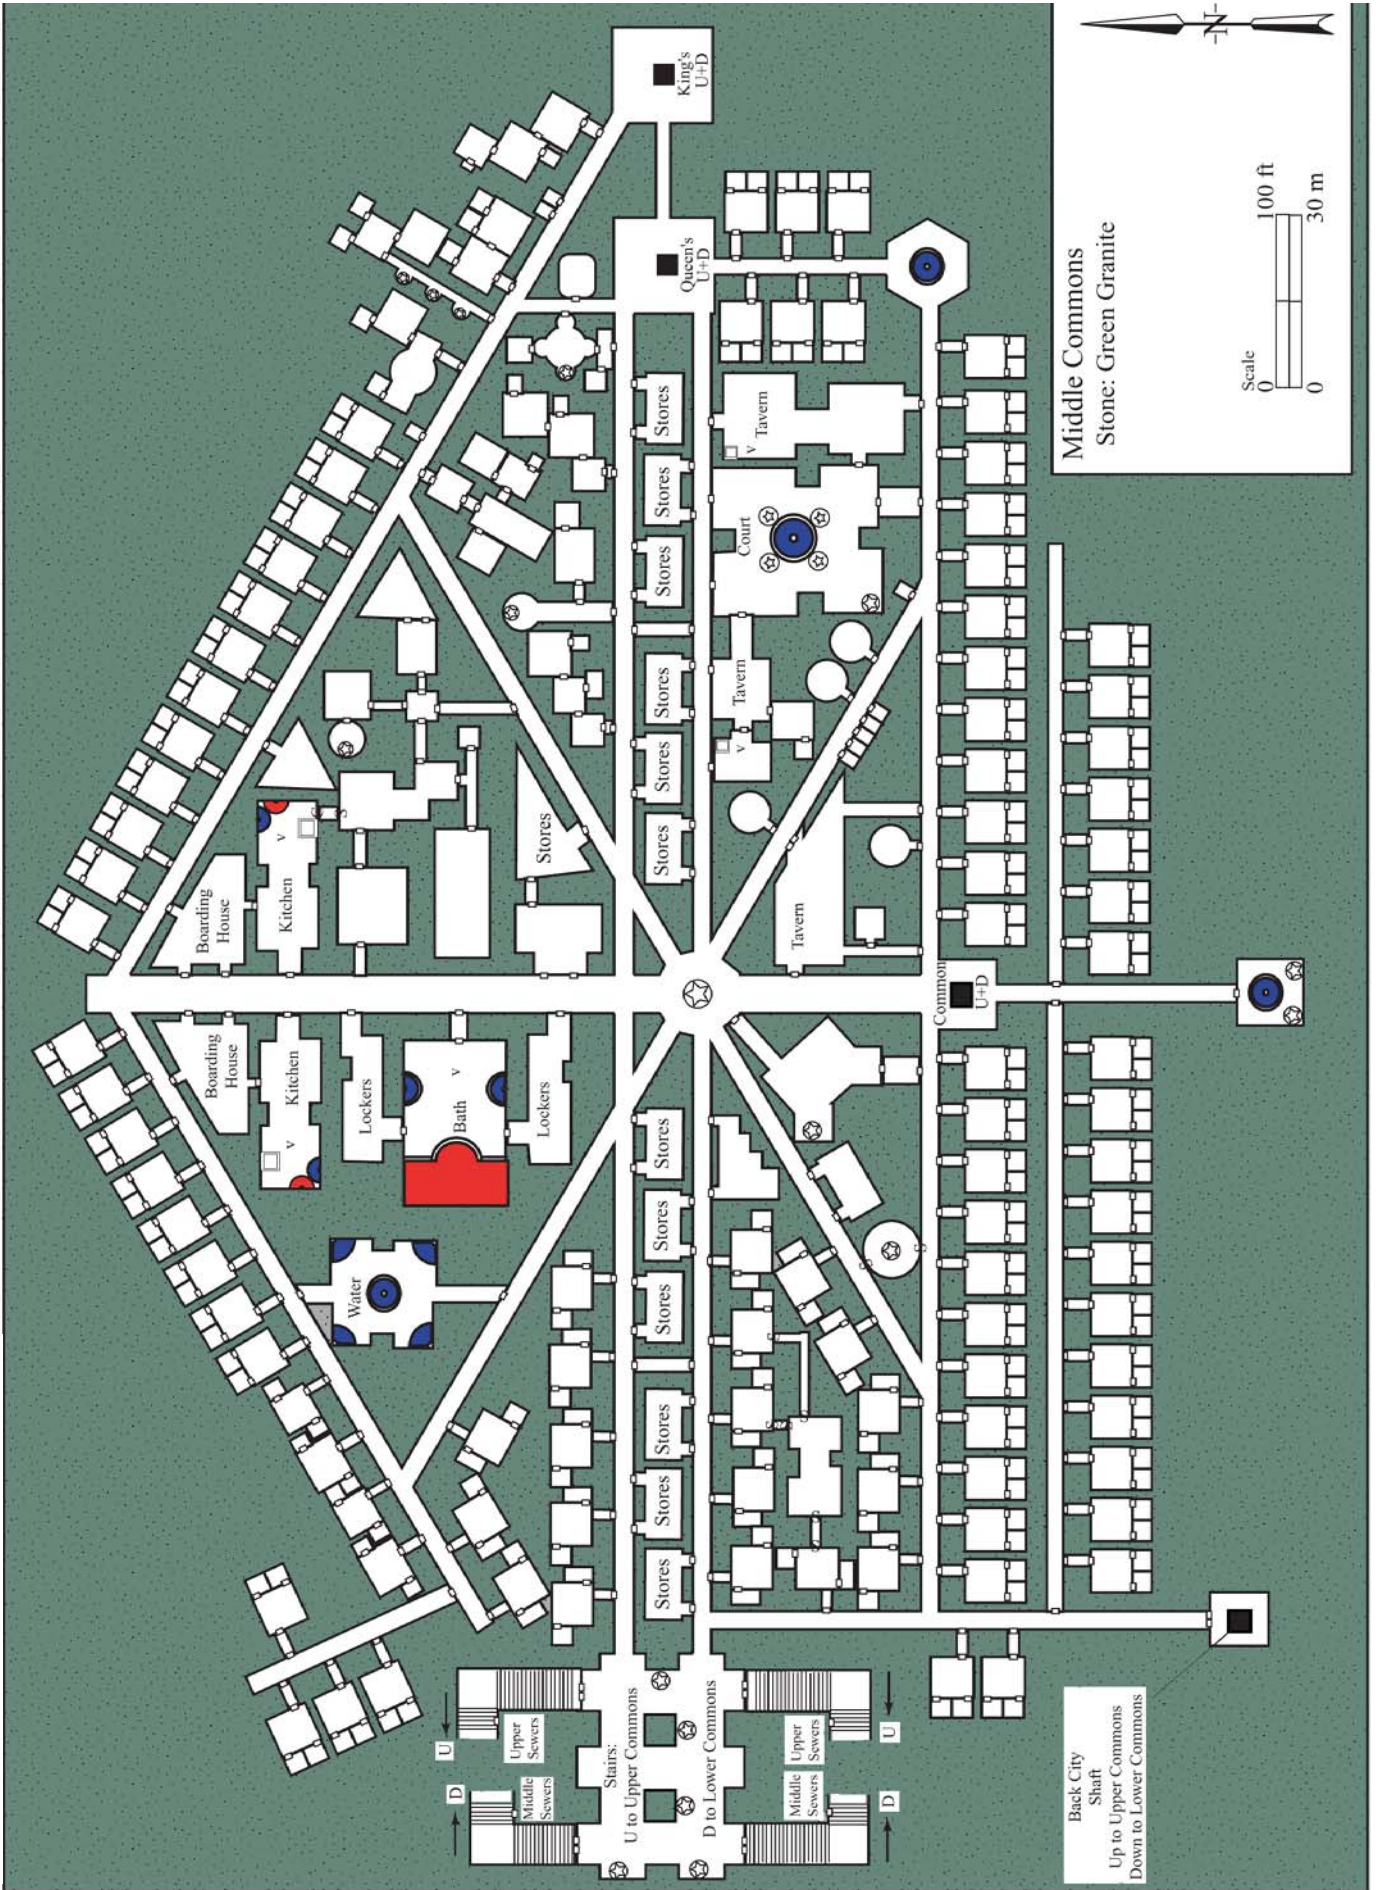 King's
U+D
Queen's
U+D
-N-
Middle Commons
Stone: Green Granite
Scale
0
100 ft
0
30 m
Stores
Stores
Stores
Stores
Stores
Stores
Tavern
v
Court
Tavern
v
Tavern
Stores
Boarding
House
Kitchen
v
S
S
Common
U+D
Boarding
House
Kitchen
v
Lockers
Bath
v
Lockers
Water
Stores
Stores
Stores
Stores
Stores
Stores
S
S
S
S
S
S
S
S
U
D
Upper
Sewers
Middle
Sewers
Stairs:
U to Upper Commons
D to Lower Commons
Upper
Sewers
Middle
Sewers
U
D
Back City
Shaft
Up to Upper Commons
Down to Lower Commons